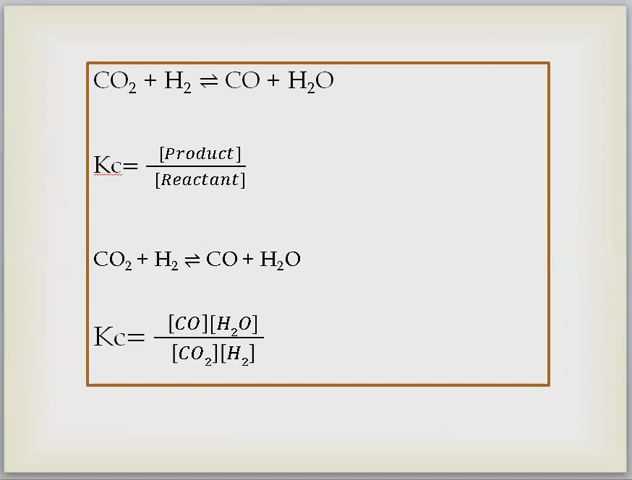 CO₂ + H₂ ⇌ CO + H₂O
Kc= [Product]
[Reactant]
CO₂ + H₂ ⇌ CO + H₂O
Kc= [CO][H₂O]
[CO₂][H₂]